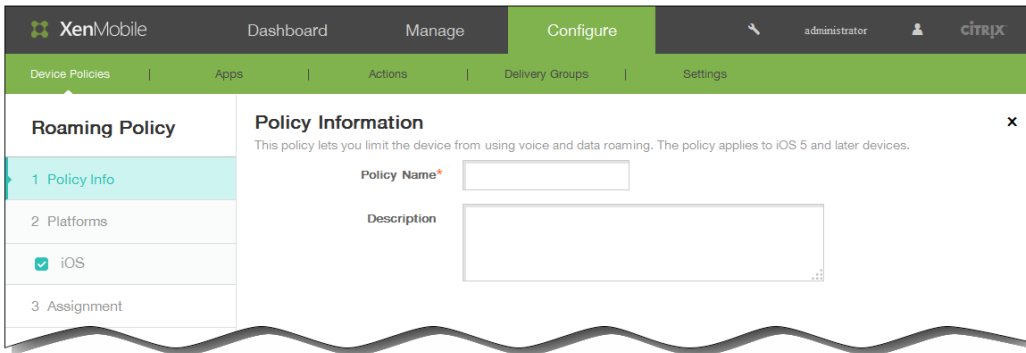 XenMobile Dashboard Manage Configure administrator CİTRIX
Device Policies | Apps | Actions | Delivery Groups | Settings
Roaming Policy
1 Policy Info
2 Platforms
iOS
3 Assignment
Policy Information
This policy lets you limit the device from using voice and data roaming. The policy applies to iOS 5 and later devices.
Policy Name*
Description